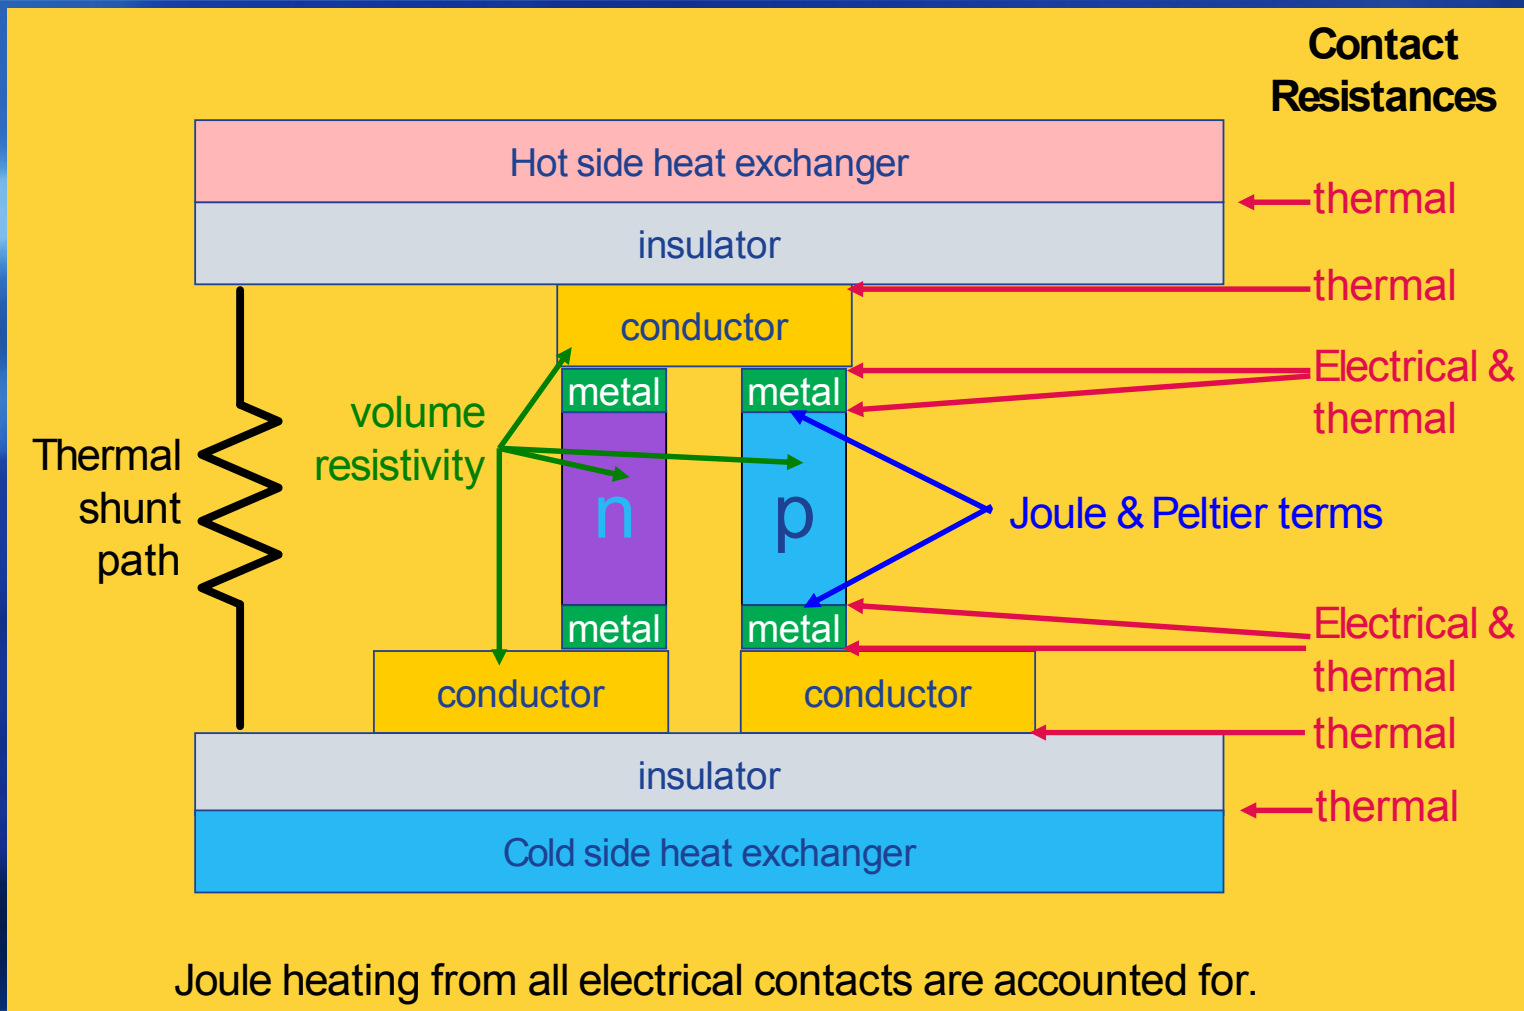 Contact
Resistances
Hot side heat exchanger
thermal
insulator
thermal
conductor
Electrical &
thermal
metal
metal
volume
resistivity
Thermal
shunt
path
n
p
Joule & Peltier terms
metal
metal
Electrical &
thermal
conductor
conductor
thermal
insulator
thermal
Cold side heat exchanger
Joule heating from all electrical contacts are accounted for.